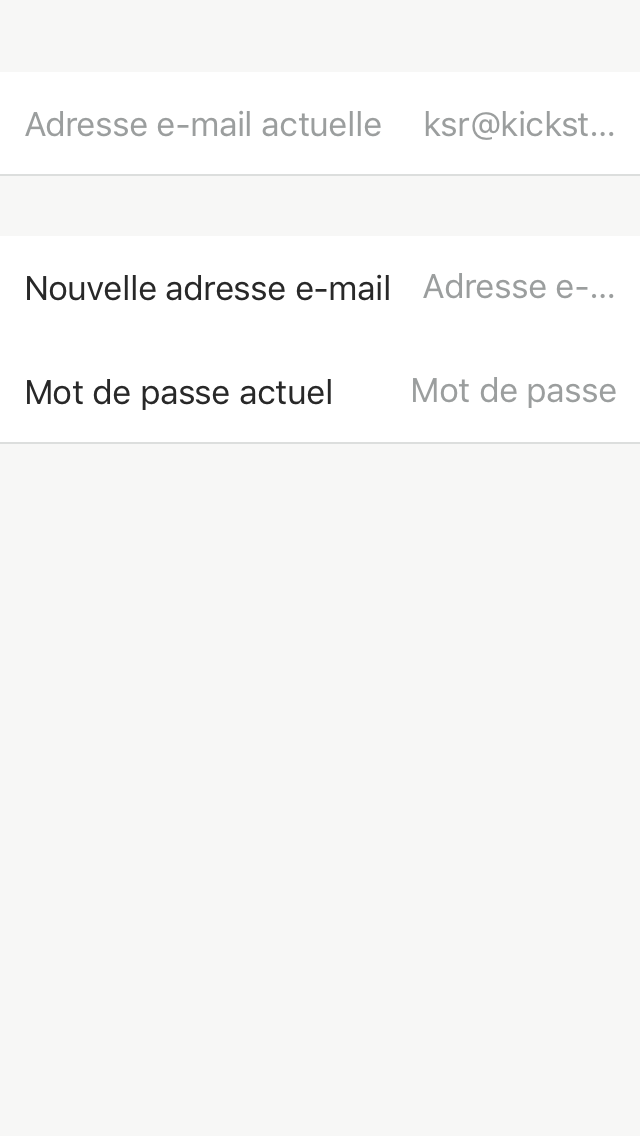 Adresse e-mail actuelle ksr@kickst...
Nouvelle adresse e-mail Adresse e-...
Mot de passe actuel Mot de passe